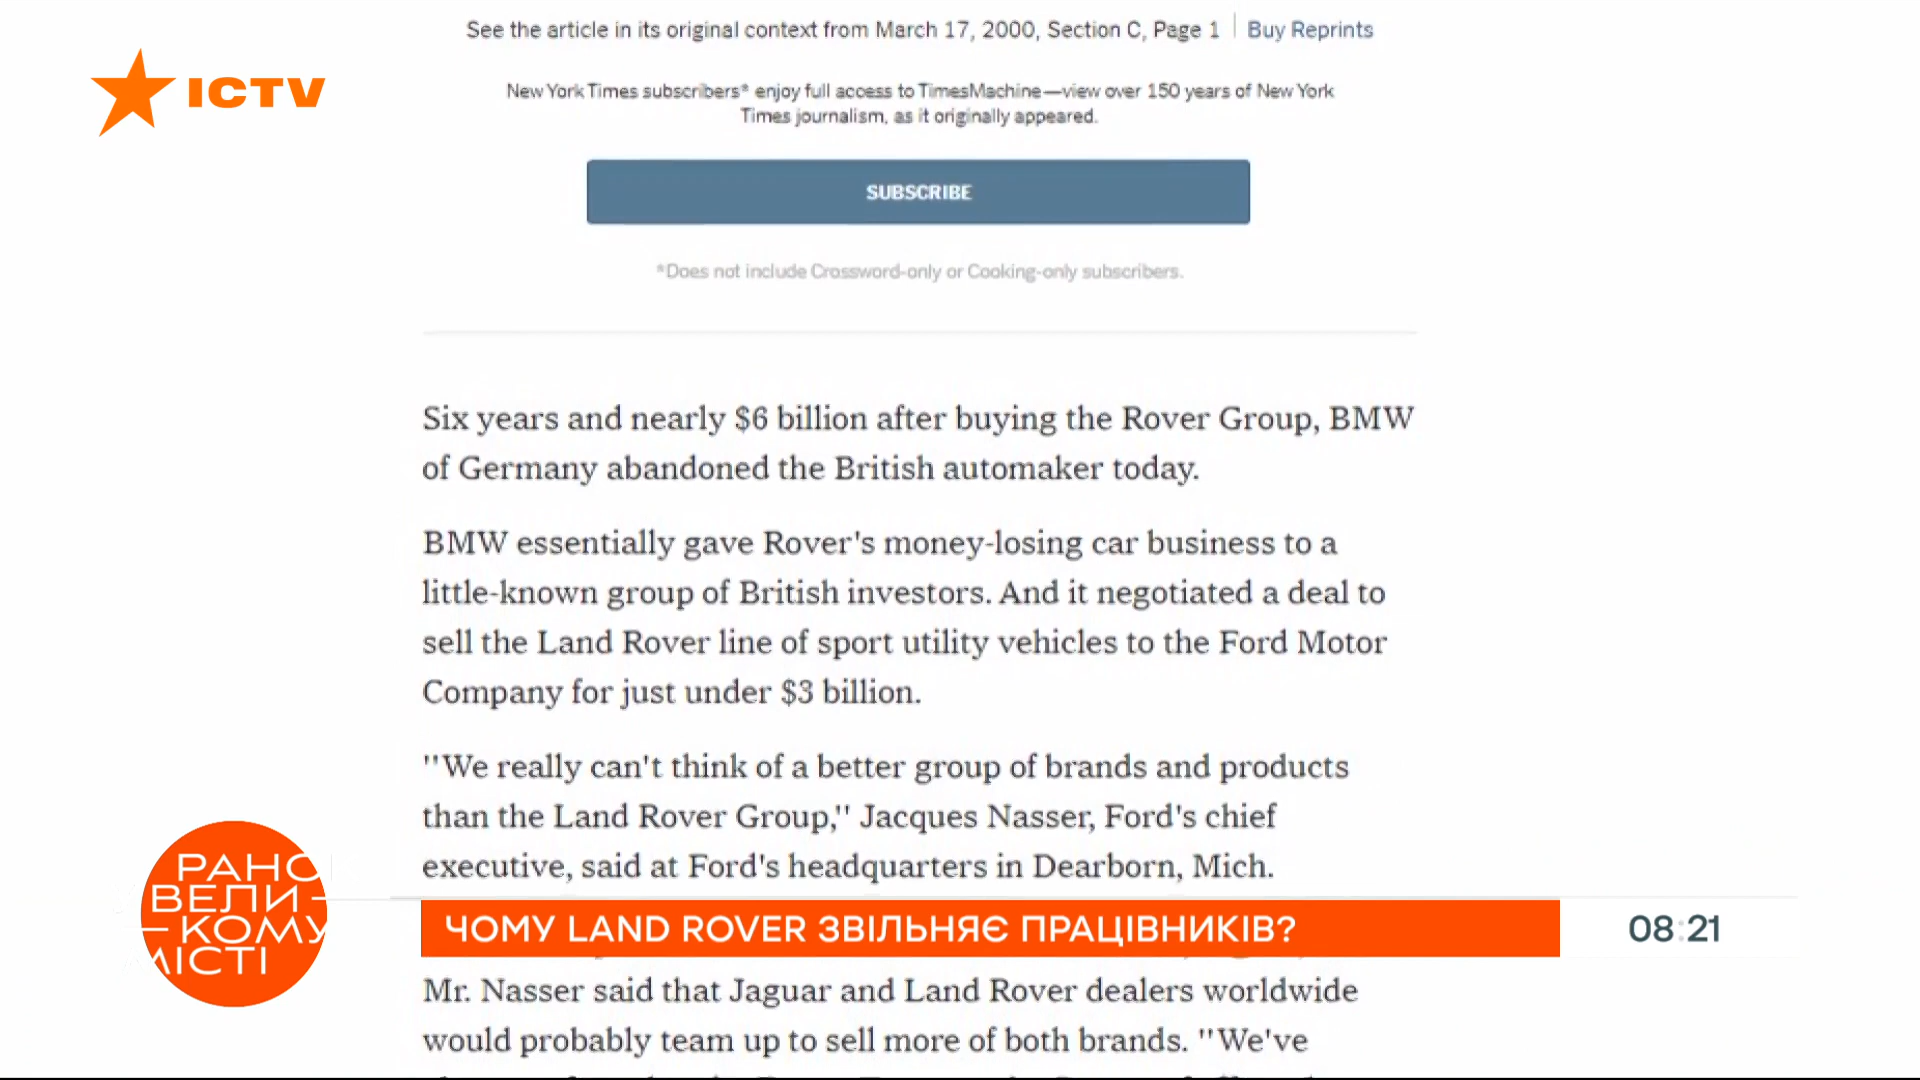 See the article in its original context from March 17, 2000, Section C, Page 1 | Buy Reprints
ICTV
New York Times subscribers* enjoy full access to TimesMachine—view over 150 years of New York
Times journalism, as it originally appeared.
SUBSCRIBE
*Does not include Crossword-only or Cooking-only subscribers.
Six years and nearly $6 billion after buying the Rover Group, BMW
of Germany abandoned the British automaker today.
BMW essentially gave Rover's money-losing car business to a
little-known group of British investors. And it negotiated a deal to
sell the Land Rover line of sport utility vehicles to the Ford Motor
Company for just under $3 billion.
''We really can't think of a better group of brands and products
than the Land Rover Group,'' Jacques Nasser, Ford's chief
executive, said at Ford's headquarters in Dearborn, Mich.
РАНО
ВЕЛИ–
–КОМУ
МІСТІ
ЧОМУ LAND ROVER ЗВІЛЬНЯЄ ПРАЦІВНИКІВ?
08:21
Mr. Nasser said that Jaguar and Land Rover dealers worldwide
would probably team up to sell more of both brands. ''We've